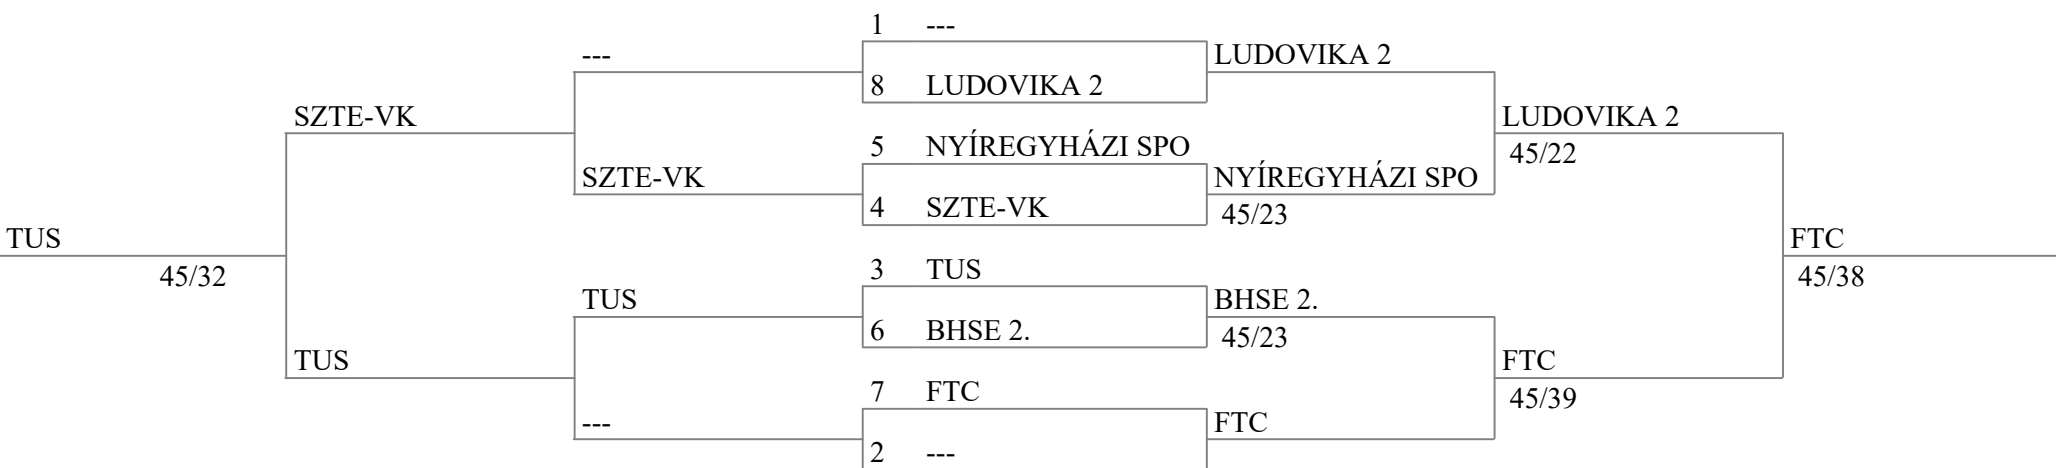 1 ---
--- LUDOVIKA 2
8 LUDOVIKA 2
SZTE-VK LUDOVIKA 2
5 NYÍREGYHÁZI SPO
45/22
SZTE-VK NYÍREGYHÁZI SPO
4 SZTE-VK 45/23
TUS FTC
3 TUS
45/32 45/38
TUS BHSE 2.
6 BHSE 2. 45/23
TUS FTC
7 FTC 45/39
--- FTC
2 ---